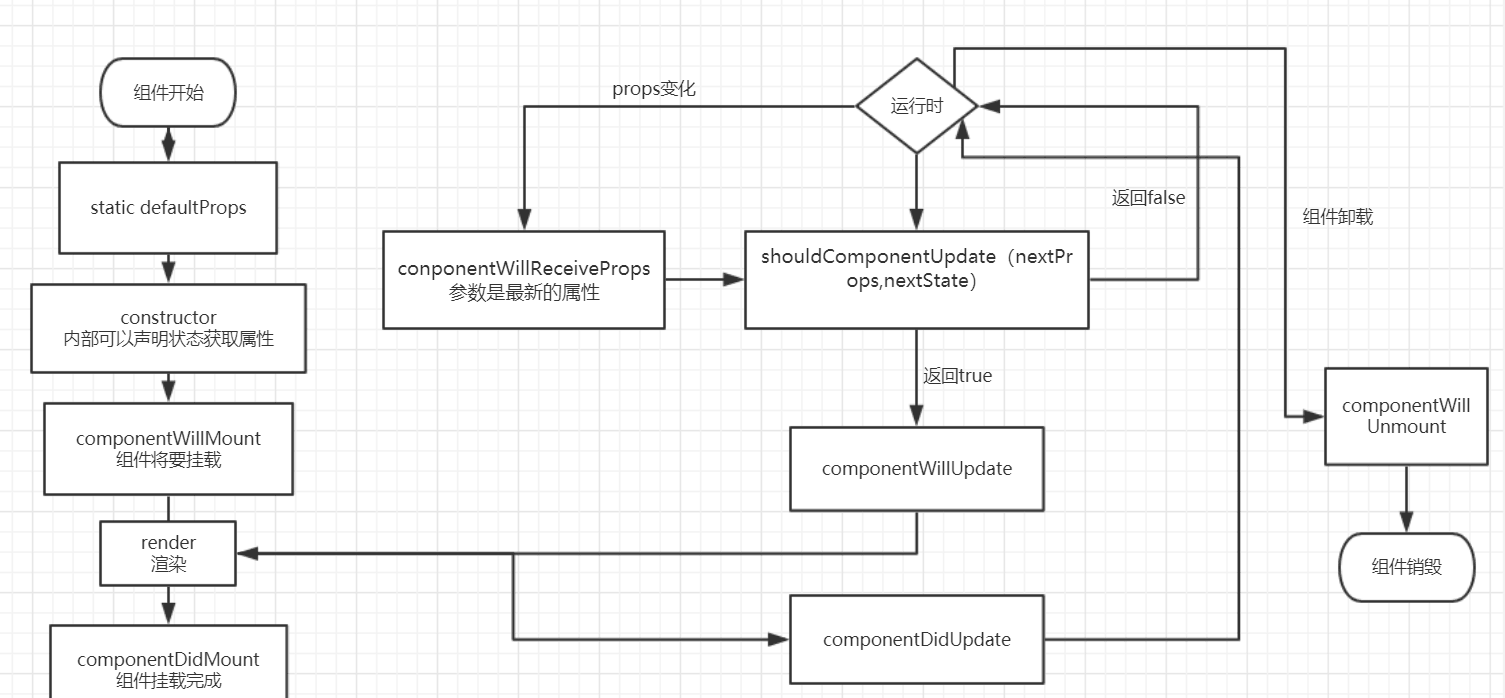 组件开始
static defaultProps
constructor
内部可以声明状态获取属性
componentWillMount
组件将要挂载
render
渲染
componentDidMount
组件挂载完成
props变化
运行时
conponentWillReceiveProps
参数是最新的属性
shouldComponentUpdate（nextPr
ops,nextState）
返回false
返回true
componentWillUpdate
componentDidUpdate
组件卸载
componentWill
Unmount
组件销毁